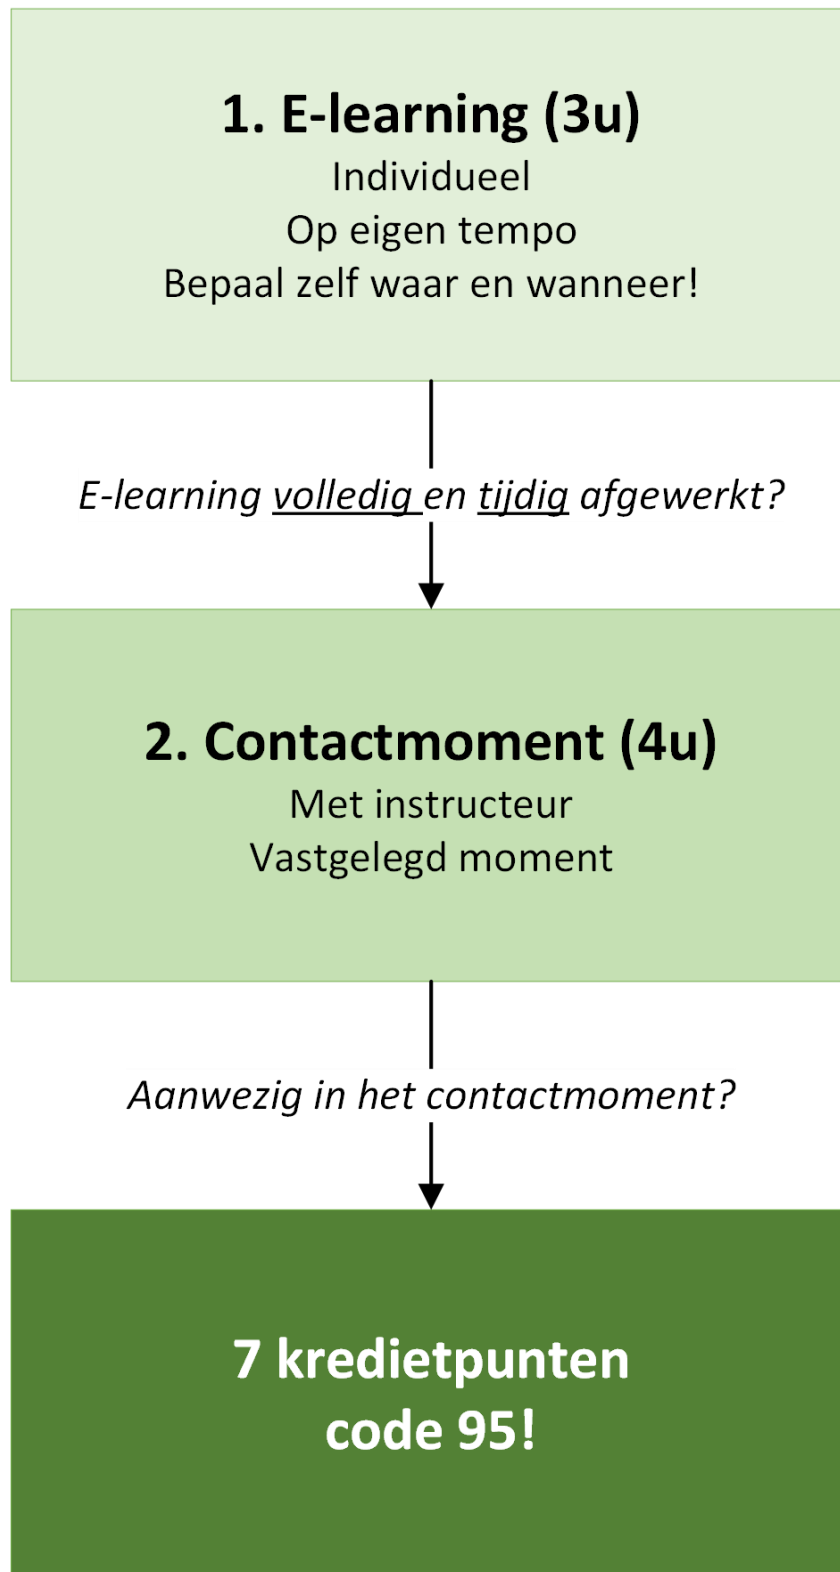 1. E-learning (3u)
Individueel
Op eigen tempo
Bepaal zelf waar en wanneer!
E-learning volledig en tijdig afgewerkt?
2. Contactmoment (4u)
Met instructeur
Vastgelegd moment
Aanwezig in het contactmoment?
7 kredietpunten
code 95!